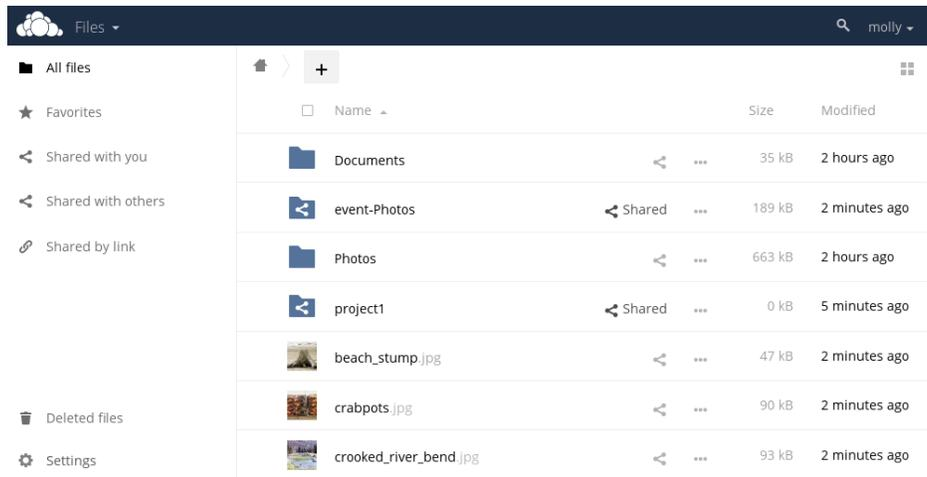 Files
molly
All files
Favorites
Shared with you
Shared with others
Shared by link
Deleted files
Settings
+
Name Size Modified
Documents ••• 35 kB 2 hours ago
event-Photos Shared ••• 189 kB 2 minutes ago
Photos ••• 663 kB 2 hours ago
project1 Shared ••• 0 kB 5 minutes ago
beach_stump.jpg ••• 47 kB 2 minutes ago
crabpots.jpg ••• 90 kB 2 minutes ago
crooked_river_bend.jpg ••• 93 kB 2 minutes ago